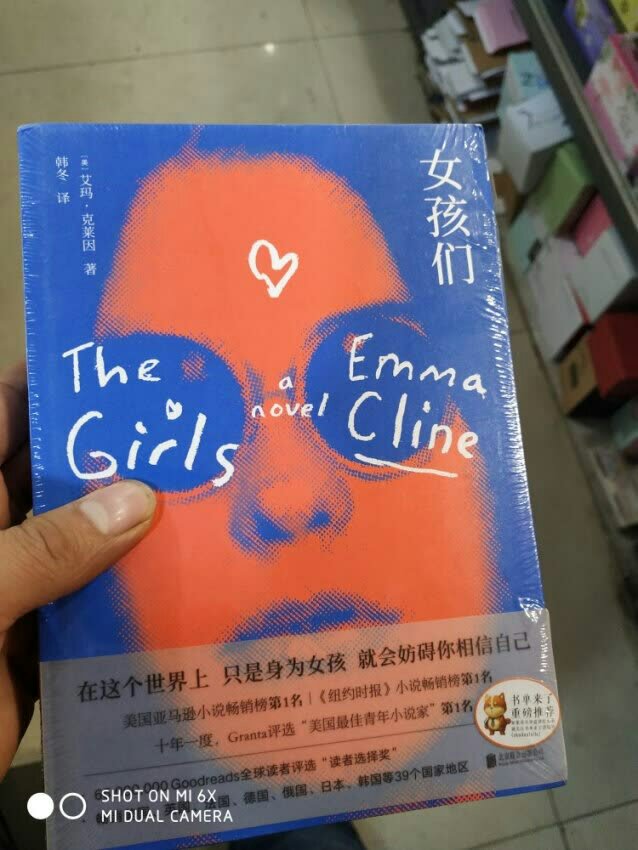 女孩们
[美] 艾玛·克莱因 著
韩冬 译
The Girls
a novel
Emma Cline
在这个世界上 只是身为女孩 就会妨碍你相信自己
美国亚马逊小说畅销榜第1名 | 《纽约时报》小说畅销榜第1名
十年一度，Granta评选“美国最佳青年小说家”第1名
000 Goodreads全球读者评选“读者选择奖”
国、德国、俄国、日本、韩国等39个国家地区
书单来了
重磅推荐
SHOT ON MI 6X
MI DUAL CAMERA